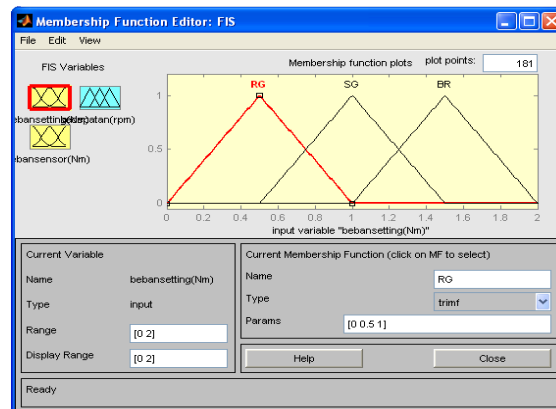 Membership Function Editor: FIS
File Edit View
FIS Variables
Membership function plots
plot points:
181
RG SG BR
1
0.5
0
0 0.2 0.4 0.6 0.8 1 1.2 1.4 1.6 1.8 2
input variable "bebansetting(Nm)"
ebansensor(Nm)
Current Variable
Name bebansetting(Nm)
Type input
Range [0 2]
Display Range [0 2]
Current Membership Function (click on MF to select)
Name RG
Type trimf
Params [0 0.5 1]
Help Close
Ready